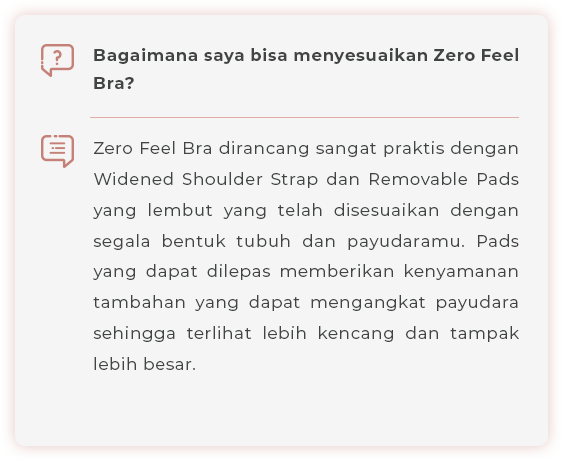 Bagaimana saya bisa menyesuaikan Zero Feel
Bra?
Zero Feel Bra dirancang sangat praktis dengan
Widened Shoulder Strap dan Removable Pads
yang lembut yang telah disesuaikan dengan
segala bentuk tubuh dan payudaramu. Pads
yang dapat dilepas memberikan kenyamanan
tambahan yang dapat mengangkat payudara
sehingga terlihat lebih kencang dan tampak
lebih besar.